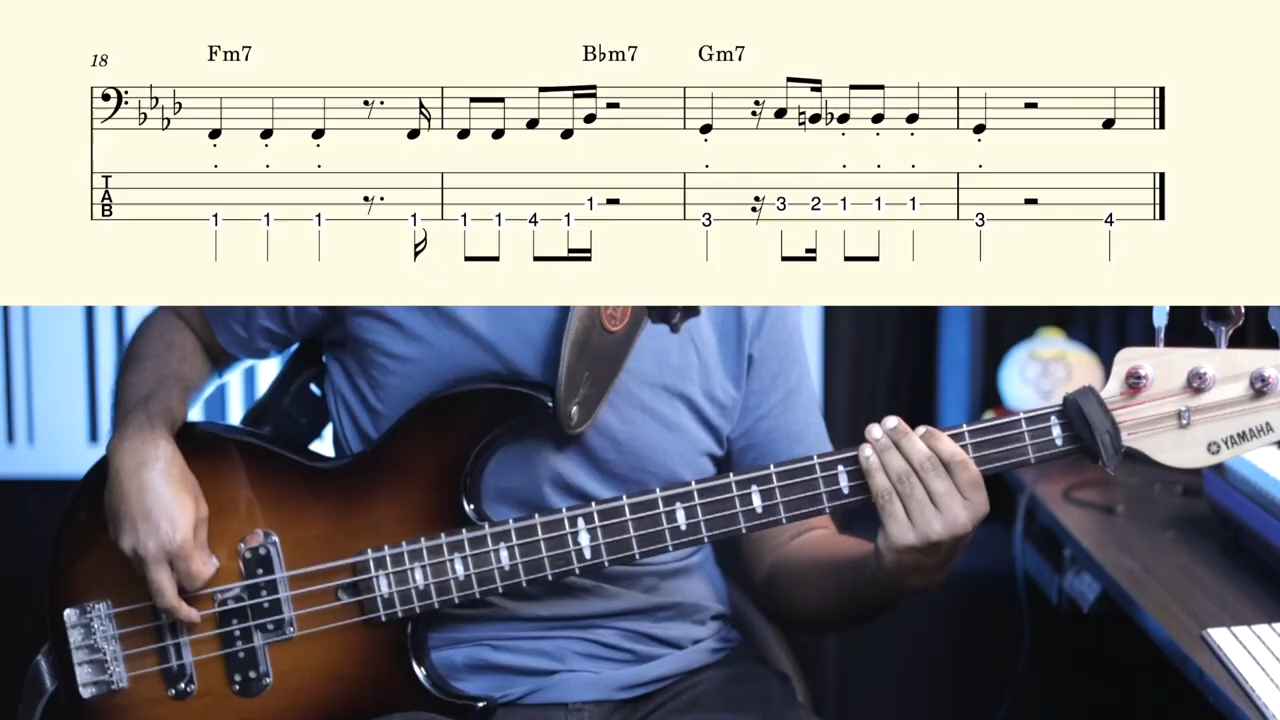 18 Fm7 B♭m7 Gm7
T
A
B
1 1 1 1 1 1 4 1 1 3 3 2 1 1 1 3 4
YAMAHA